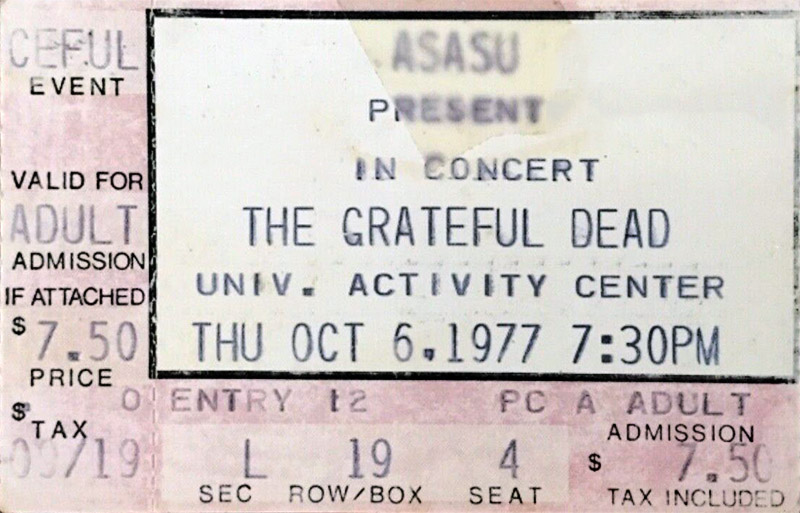 CEFUL
EVENT
VALID FOR
ADULT
ADMISSION
IF ATTACHED
$7.50
PRICE
$ 0
TAX
/19
ASASU
PRESENT
IN CONCERT
THE GRATEFUL DEAD
UNIV. ACTIVITY CENTER
THU OCT 6.1977 7:30PM
ENTRY 12 PC A ADULT
ADMISSION
L 19 4 $ 7.50
SEC ROW/BOX SEAT TAX INCLUDED